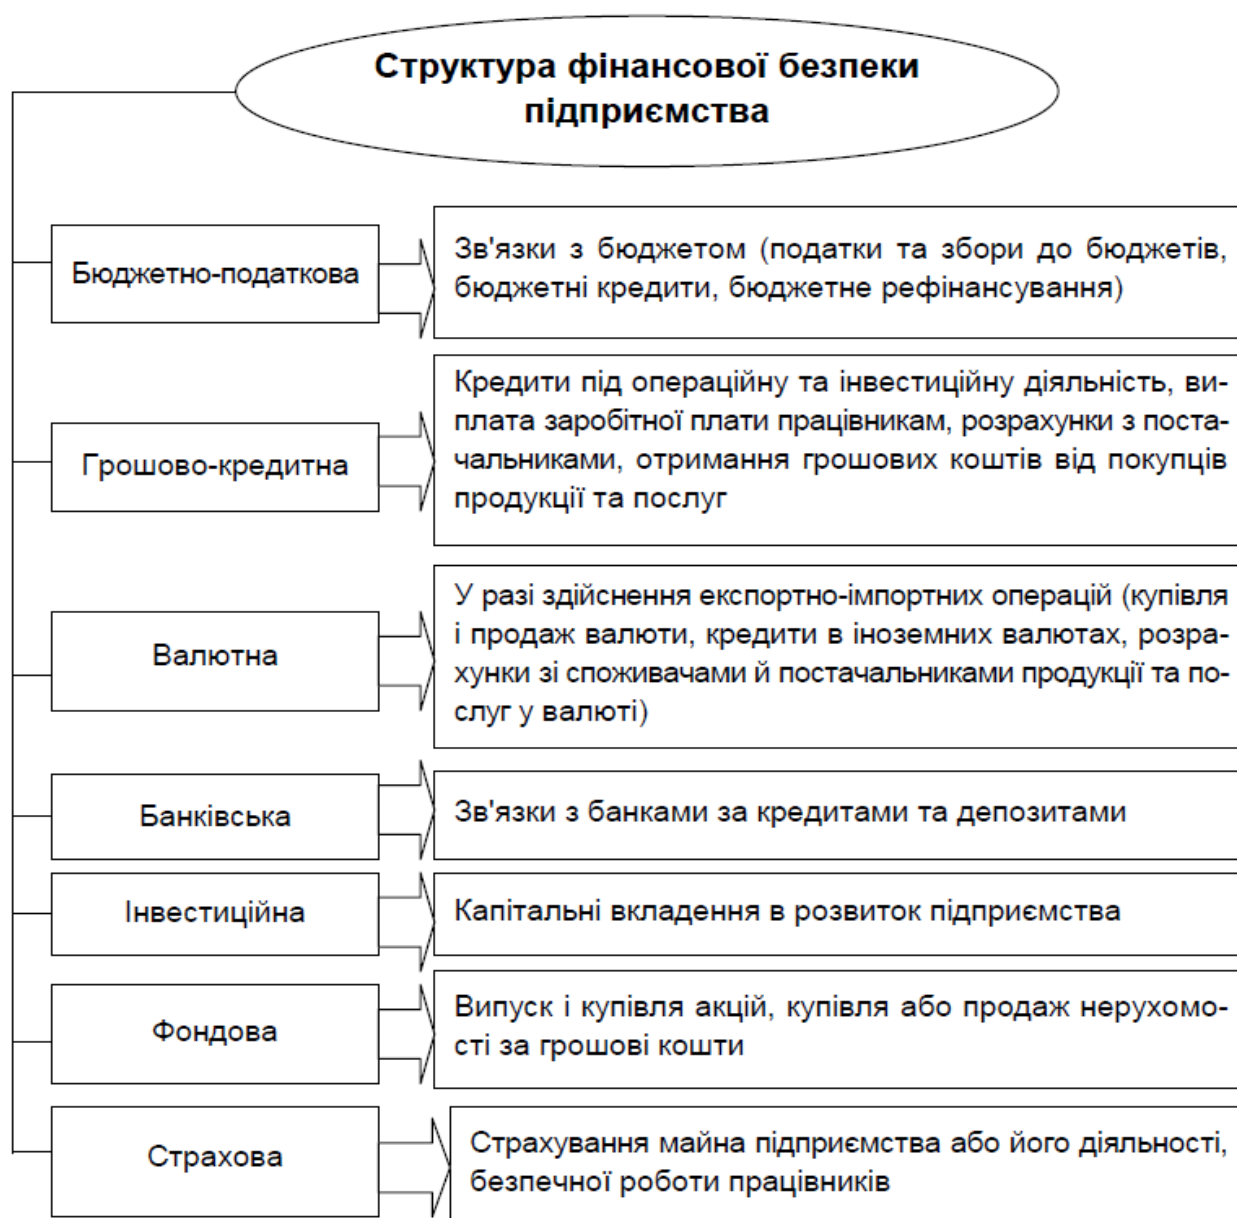 Структура фінансової безпеки
підприємства
Бюджетно-податкова
Зв'язки з бюджетом (податки та збори до бюджетів,
бюджетні кредити, бюджетне рефінансування)
Грошово-кредитна
Кредити під операційну та інвестиційну діяльність, ви-
плата заробітної плати працівникам, розрахунки з поста-
чальниками, отримання грошових коштів від покупців
продукції та послуг
Валютна
У разі здійснення експортно-імпортних операцій (купівля
і продаж валюти, кредити в іноземних валютах, розра-
хунки зі споживачами й постачальниками продукції та по-
слуг у валюті)
Банківська
Зв'язки з банками за кредитами та депозитами
Інвестиційна
Капітальні вкладення в розвиток підприємства
Фондова
Випуск і купівля акцій, купівля або продаж нерухомо-
сті за грошові кошти
Страхова
Страхування майна підприємства або його діяльності,
безпечної роботи працівників